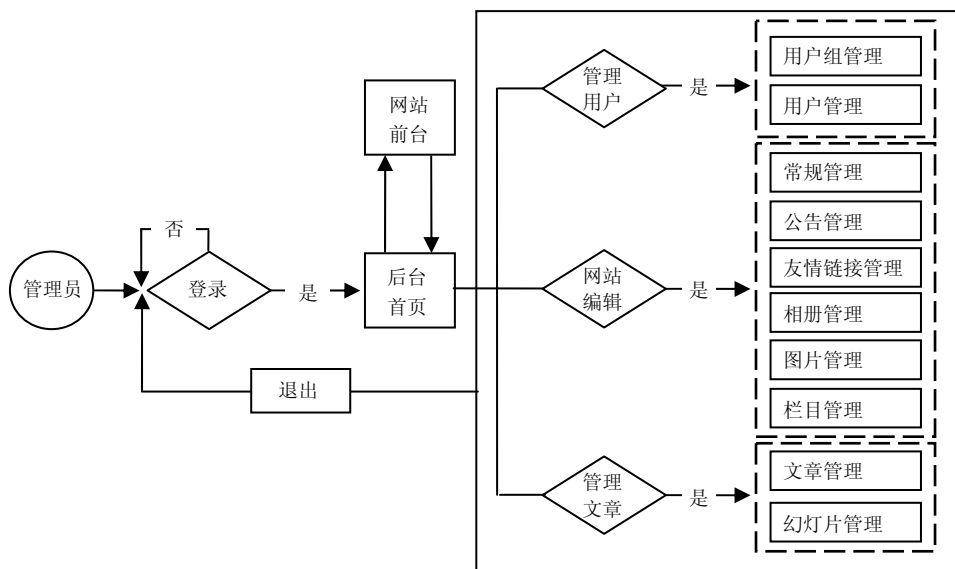 管理员
否
登录
是
网站
前台
后台
首页
退出
管理
用户
是
用户组管理
用户管理
网站
编辑
是
常规管理
公告管理
友情链接管理
相册管理
图片管理
栏目管理
管理
文章
是
文章管理
幻灯片管理